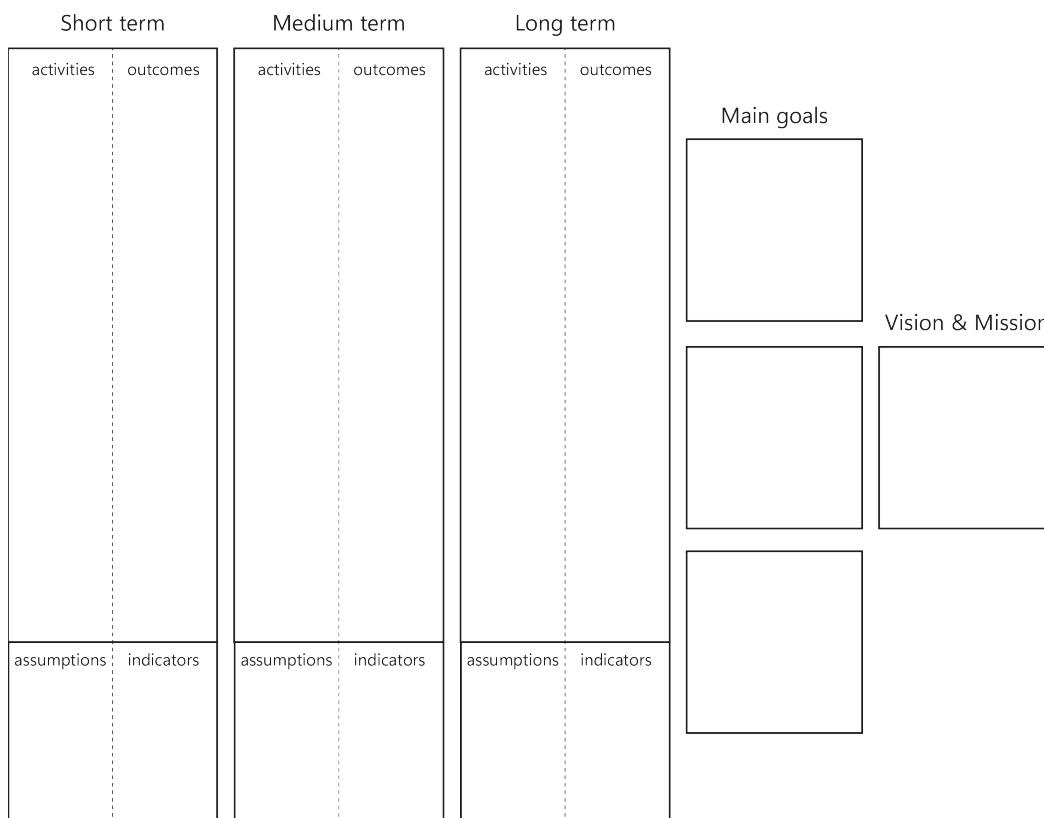 Short term
Medium term
Long term
activities
outcomes
activities
outcomes
activities
outcomes
Main goals
Vision & Mission
assumptions
indicators
assumptions
indicators
assumptions
indicators